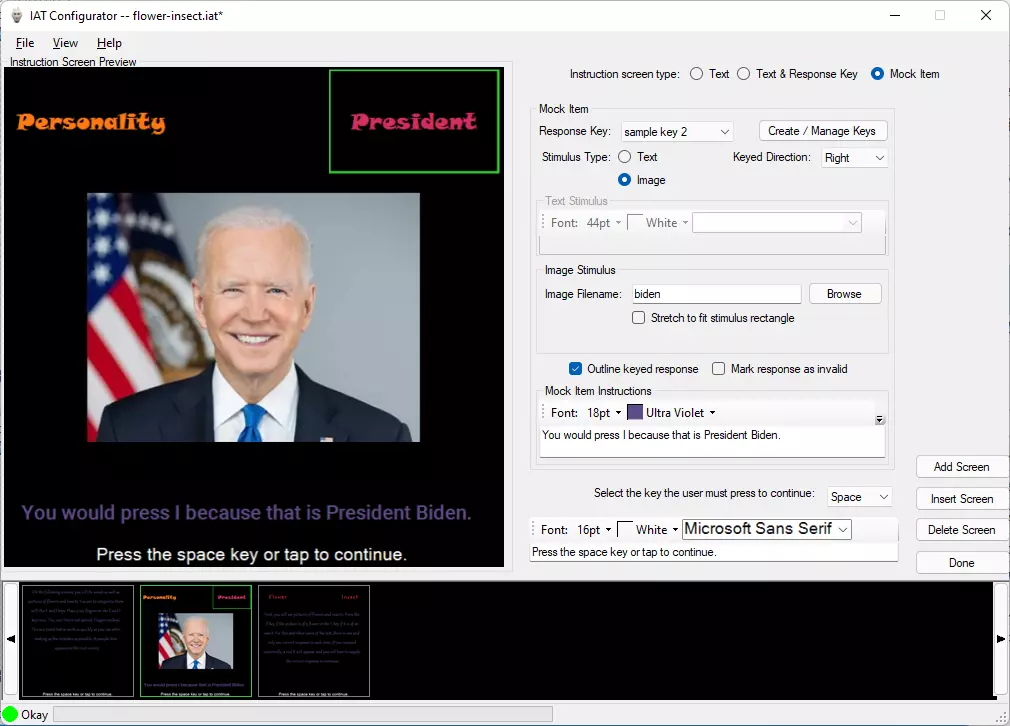 IAT Configurator -- flower-insect.iat*
File View Help
Instruction Screen Preview
Personality
President
You would press I because that is President Biden.
Press the space key or tap to continue.
Instruction screen type: Text Text & Response Key Mock Item
Mock Item
Response Key: sample key 2 Create / Manage Keys
Stimulus Type: Text Keyed Direction: Right
Image
Text Stimulus
Font: 44pt White
Image Stimulus
Image Filename: biden Browse
Stretch to fit stimulus rectangle
Outline keyed response Mark response as invalid
Mock Item Instructions
Font: 18pt Ultra Violet
You would press I because that is President Biden.
Select the key the user must press to continue: Space
Font: 16pt White Microsoft Sans Serif
Press the space key or tap to continue.
Add Screen
Insert Screen
Delete Screen
Done
Press the space key or tap to continue.
Personality President
You would press I because that is President Biden.
Press the space key or tap to continue.
Flower Insect
Press the space key or tap to continue.
Okay